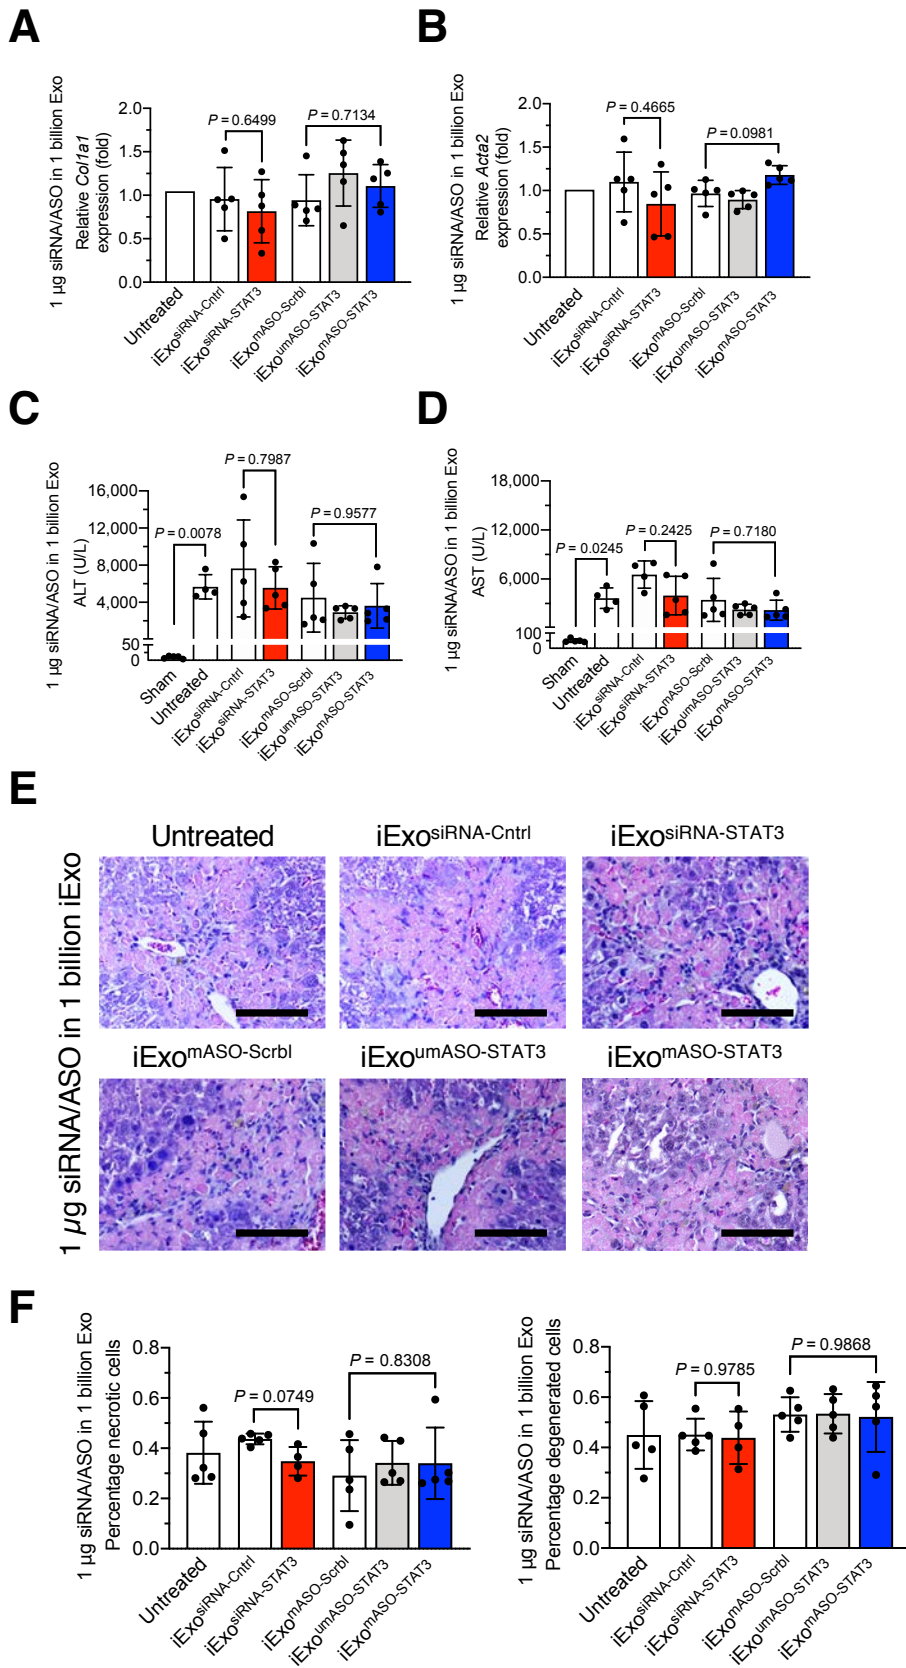 A
1 µg siRNA/ASO in 1 billion Exo
Relative Col1a1
expression (fold)
2.0
1.5
1.0
0.5
0.0
P = 0.6499
P = 0.7134
Untreated
iExosiRNA-Cntrl
iExosiRNA-STAT3
iExomASO-Scrbl
iExoumASO-STAT3
iExomASO-STAT3
B
1 µg siRNA/ASO in 1 billion Exo
Relative Acta2
expression (fold)
2.0
1.5
1.0
0.5
0.0
P = 0.4665
P = 0.0981
Untreated
iExosiRNA-Cntrl
iExosiRNA-STAT3
iExomASO-Scrbl
iExoumASO-STAT3
iExomASO-STAT3
C
1 µg siRNA/ASO in 1 billion Exo
ALT (U/L)
16,000
12,000
8,000
4,000
50
0
P = 0.0078
P = 0.7987
P = 0.9577
Sham
Untreated
iExosiRNA-Cntrl
iExosiRNA-STAT3
iExomASO-Scrbl
iExoumASO-STAT3
iExomASO-STAT3
D
1 µg siRNA/ASO in 1 billion Exo
AST (U/L)
18,000
12,000
6,000
100
0
P = 0.0245
P = 0.2425
P = 0.7180
Sham
Untreated
iExosiRNA-Cntrl
iExosiRNA-STAT3
iExomASO-Scrbl
iExoumASO-STAT3
iExomASO-STAT3
E
1 µg siRNA/ASO in 1 billion iExo
Untreated
iExosiRNA-Cntrl
iExosiRNA-STAT3
iExomASO-Scrbl
iExoumASO-STAT3
iExomASO-STAT3
F
1 µg siRNA/ASO in 1 billion Exo
Percentage necrotic cells
0.8
0.6
0.4
0.2
0.0
P = 0.0749
P = 0.8308
Untreated
iExosiRNA-Cntrl
iExosiRNA-STAT3
iExomASO-Scrbl
iExoumASO-STAT3
iExomASO-STAT3
1 µg siRNA/ASO in 1 billion Exo
Percentage degenerated cells
0.8
0.6
0.4
0.2
0.0
P = 0.9785
P = 0.9868
Untreated
iExosiRNA-Cntrl
iExosiRNA-STAT3
iExomASO-Scrbl
iExoumASO-STAT3
iExomASO-STAT3